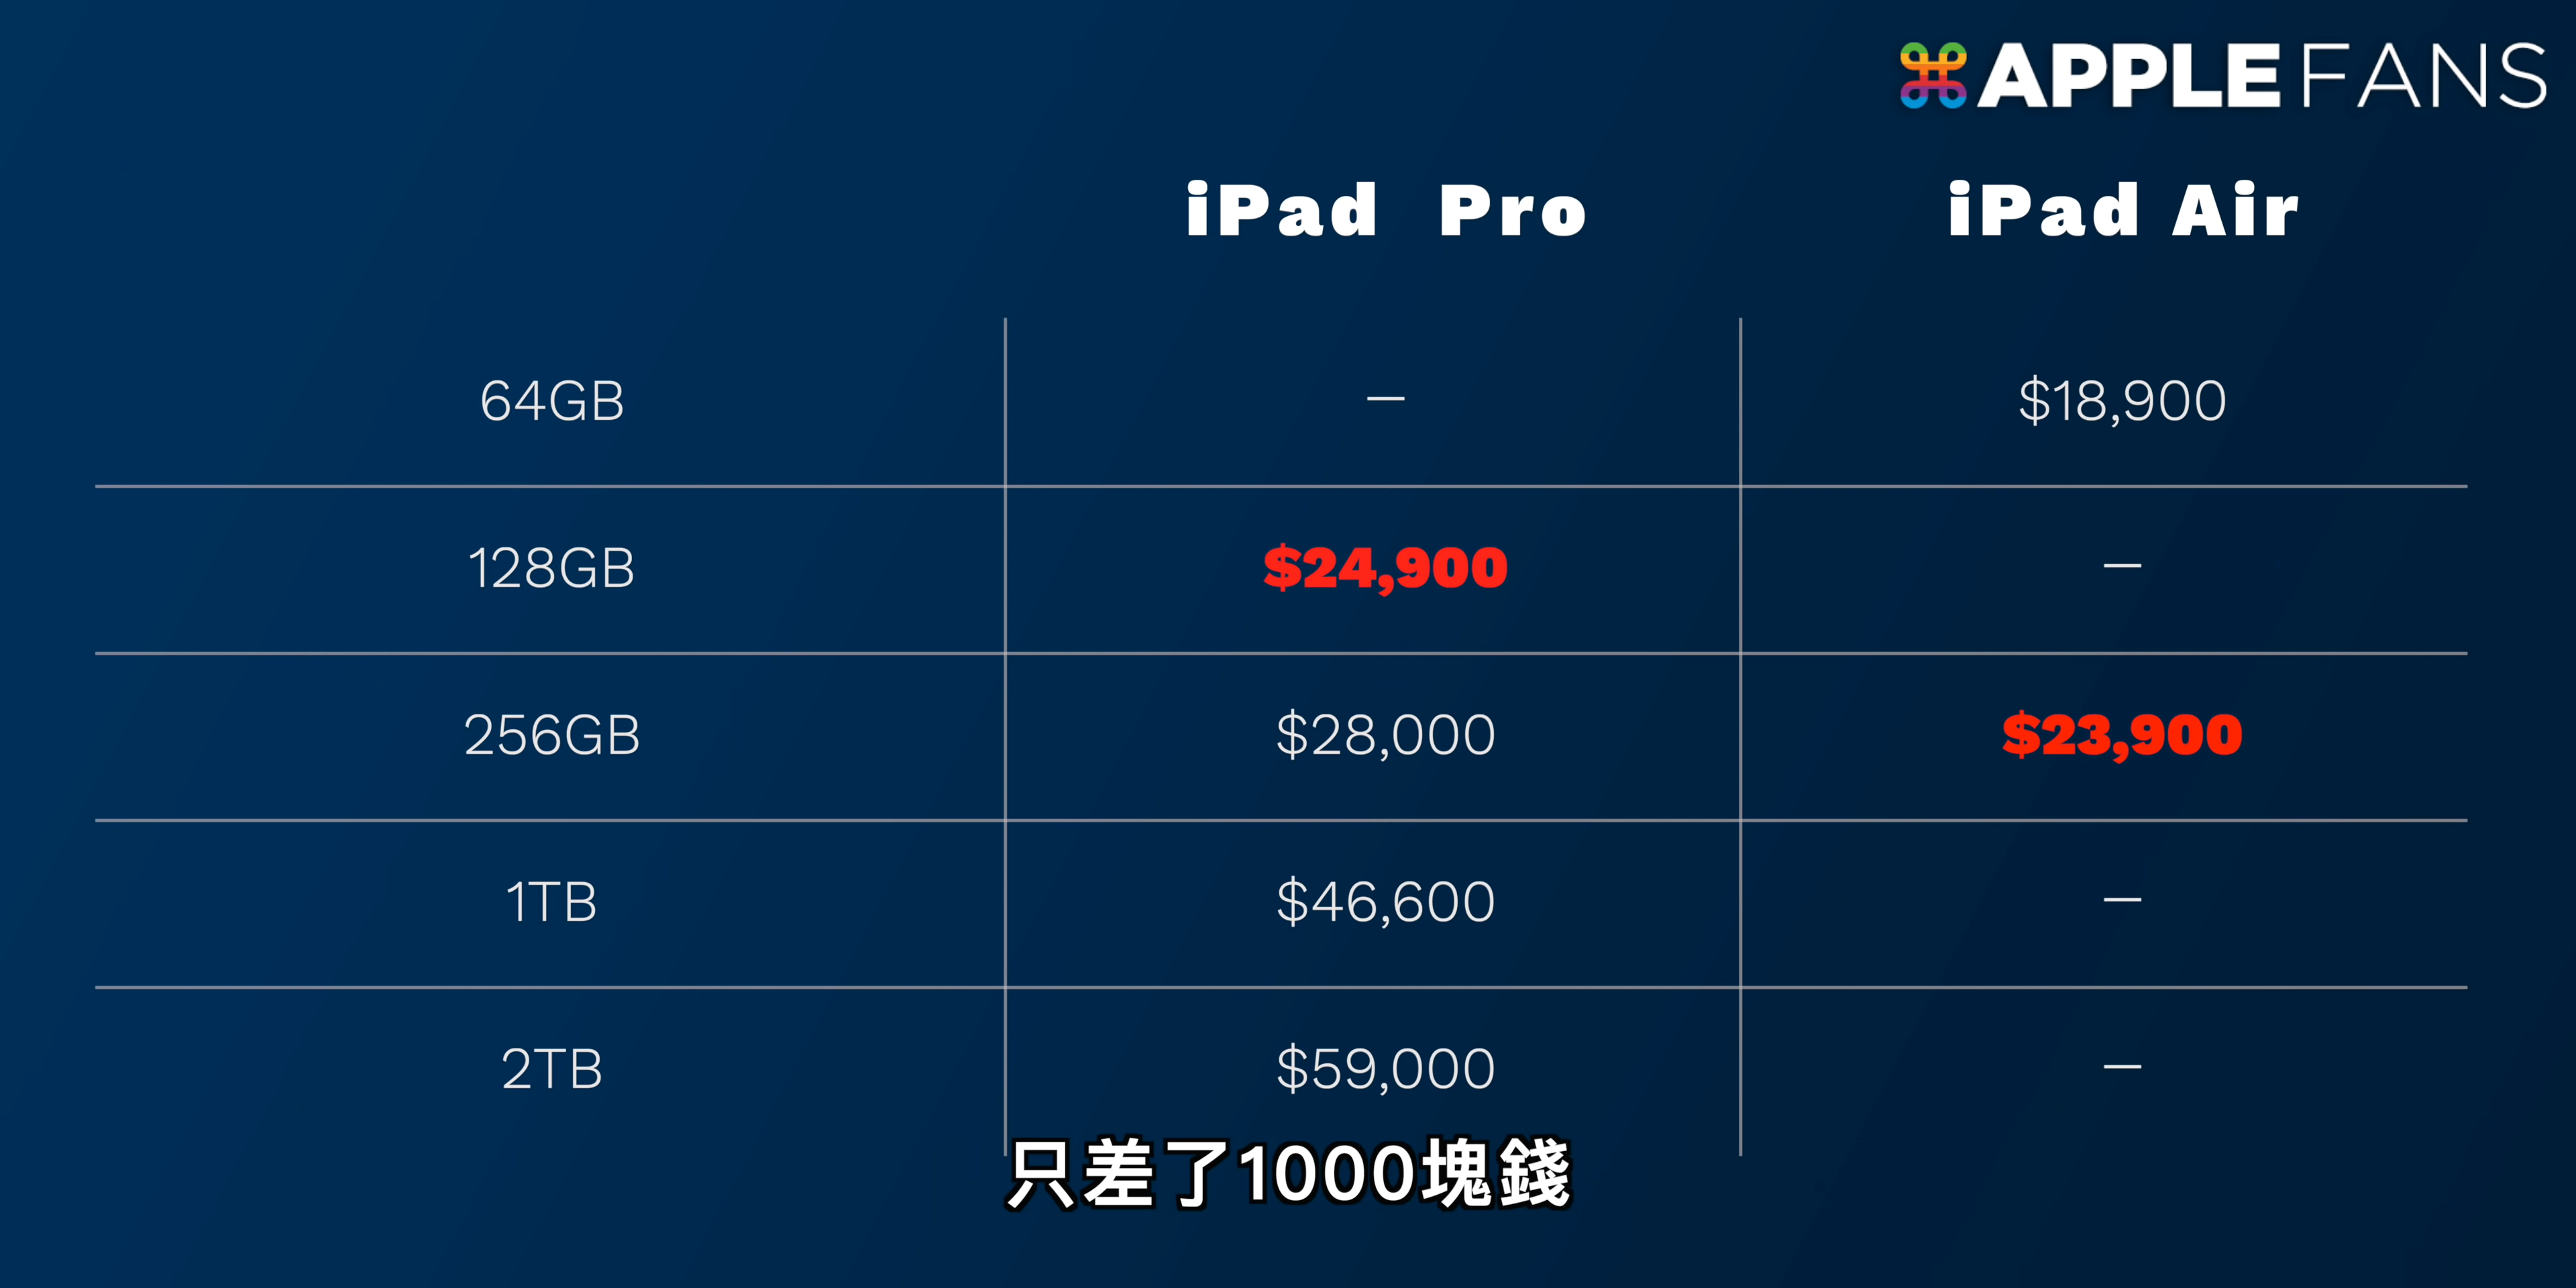 APPLEFANS
iPad Pro iPad Air
64GB — $18,900
128GB $24,900 —
256GB $28,000 $23,900
1TB $46,600 —
2TB $59,000 —
只差了1000塊錢